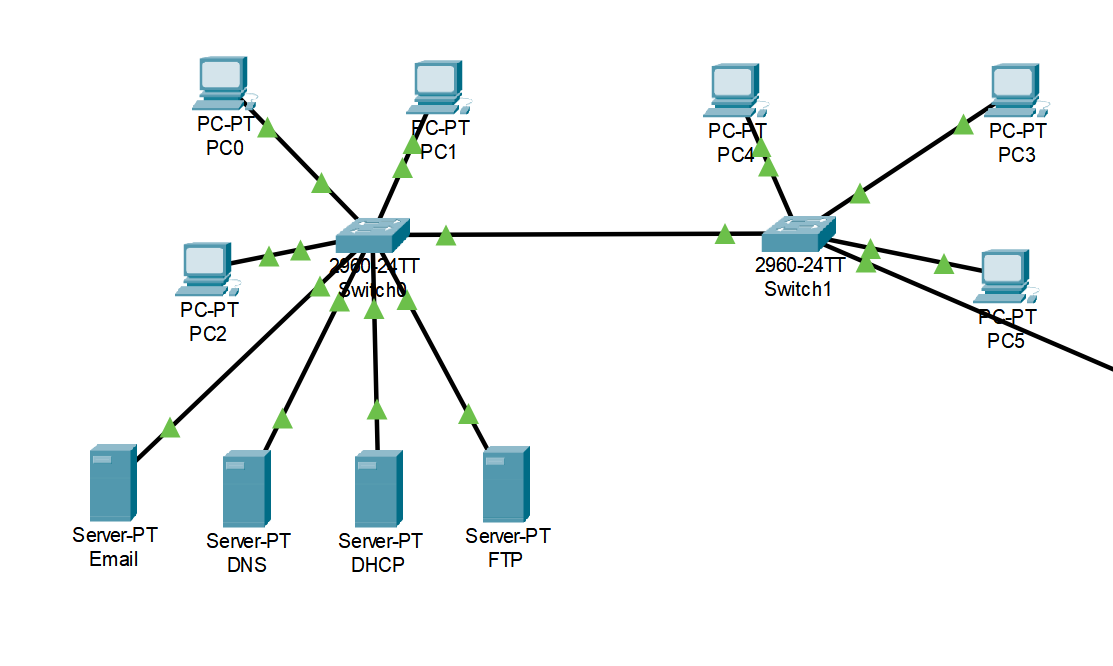 PC-PT
PC0
PC-PT
PC1
PC-PT
PC4
PC-PT
PC3
2960-24TT
Switch0
2960-24TT
Switch1
PC-PT
PC2
PC-PT
PC5
Server-PT
Email
Server-PT
DNS
Server-PT
DHCP
Server-PT
FTP